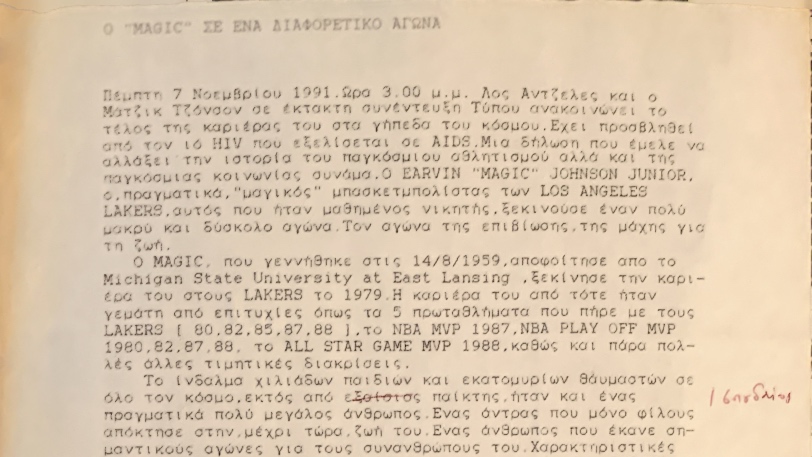 Ο "MAGIC" ΣΕ ΕΝΑ ΔΙΑΦΟΡΕΤΙΚΟ ΑΓΩΝΑ
Πέμπτη 7 Νοεμβρίου 1991.Ωρα 3.00 μ.μ. Λος Αντζελες και ο
Μάτζικ Τζόνσον σε έκτακτη συνέντευξη Τύπου ανακοινώνει το
τέλος της καριέρας του στα γήπεδα του κόσμου.Εχει προσβληθεί
από τον ιό HIV που εξελίσεται σε AIDS.Μια δήλωση που έμελε να
αλλάξει την ιστορία του παγκόσμιου αθλητισμού αλλά και της
παγκόσμιας κοινωνίας συνάμα.Ο EARVIN "MAGIC" JOHNSON JUNIOR,
ο,πραγματικά,"μαγικός" μπασκετμπολίστας των LOS ANGELES
LAKERS,αυτός που ήταν μαθημένος νικητής,ξεκινούσε έναν πολύ
μακρύ και δύσκολο αγώνα.Τον αγώνα της επιβίωσης,της μάχης για
τη ζωή.
Ο MAGIC, που γεννήθηκε στις 14/8/1959,αποφοίτησε απο το
Michigan State University at East Lansing ,ξεκίνησε την καρι-
έρα του στους LAKERS το 1979.Η καριέρα του από τότε ήταν
γεμάτη από επιτυχίες όπως τα 5 πρωταθλήματα που πήρε με τους
LAKERS [ 80,82,85,87,88 ],το NBA MVP 1987,NBA PLAY OFF MVP
1980,82,87,88, το ALL STAR GAME MVP 1988,καθώς και πάρα πολ-
λές άλλες τιμητικές διακρίσεις.
Το ίνδαλμα χιλιάδων παιδιών και εκατομυρίων θαυμαστών σε
όλο τον κόσμο,εκτός από εξαίσιος παίκτης,ήταν και ένας / σπουδαίος
πραγματικά πολύ μεγάλος άνθρωπος.Ενας άντρας που μόνο φίλους
απόκτησε στην,μέχρι τώρα,ζωή του.Ενας άνθρωπος που έκανε ση-
μαντικούς αγώνες για τους συνανθρώπους του.Χαρακτηριστικές